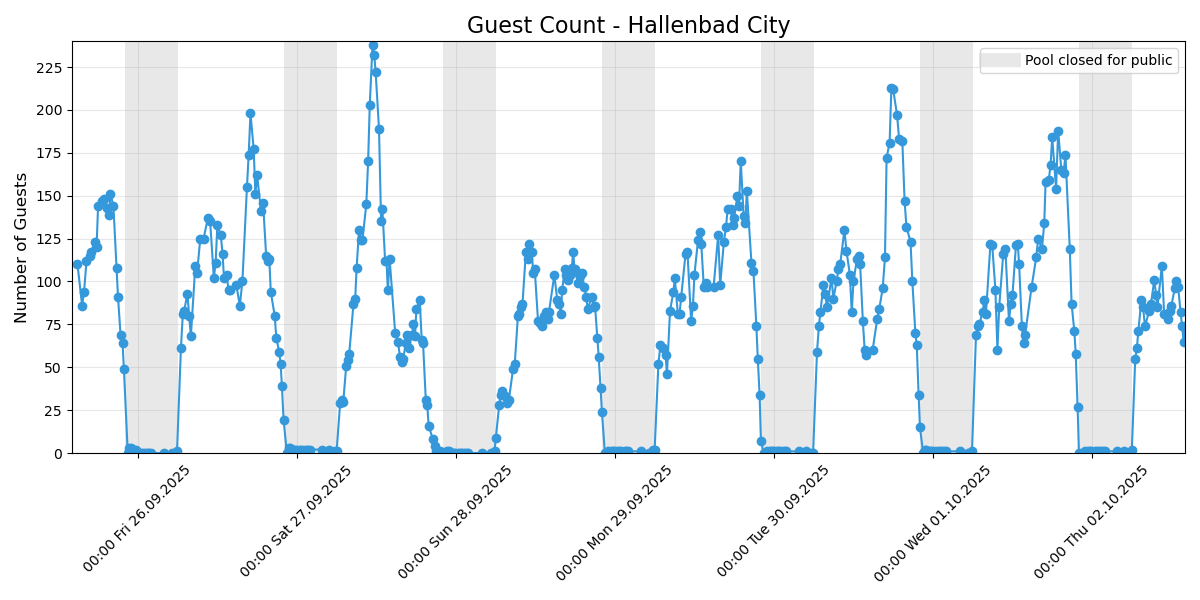 Guest Count - Hallenbad City
Pool closed for public
Number of Guests
225
200
175
150
125
100
75
50
25
0
00:00 Fri 26.09.2025
00:00 Sat 27.09.2025
00:00 Sun 28.09.2025
00:00 Mon 29.09.2025
00:00 Tue 30.09.2025
00:00 Wed 01.10.2025
00:00 Thu 02.10.2025